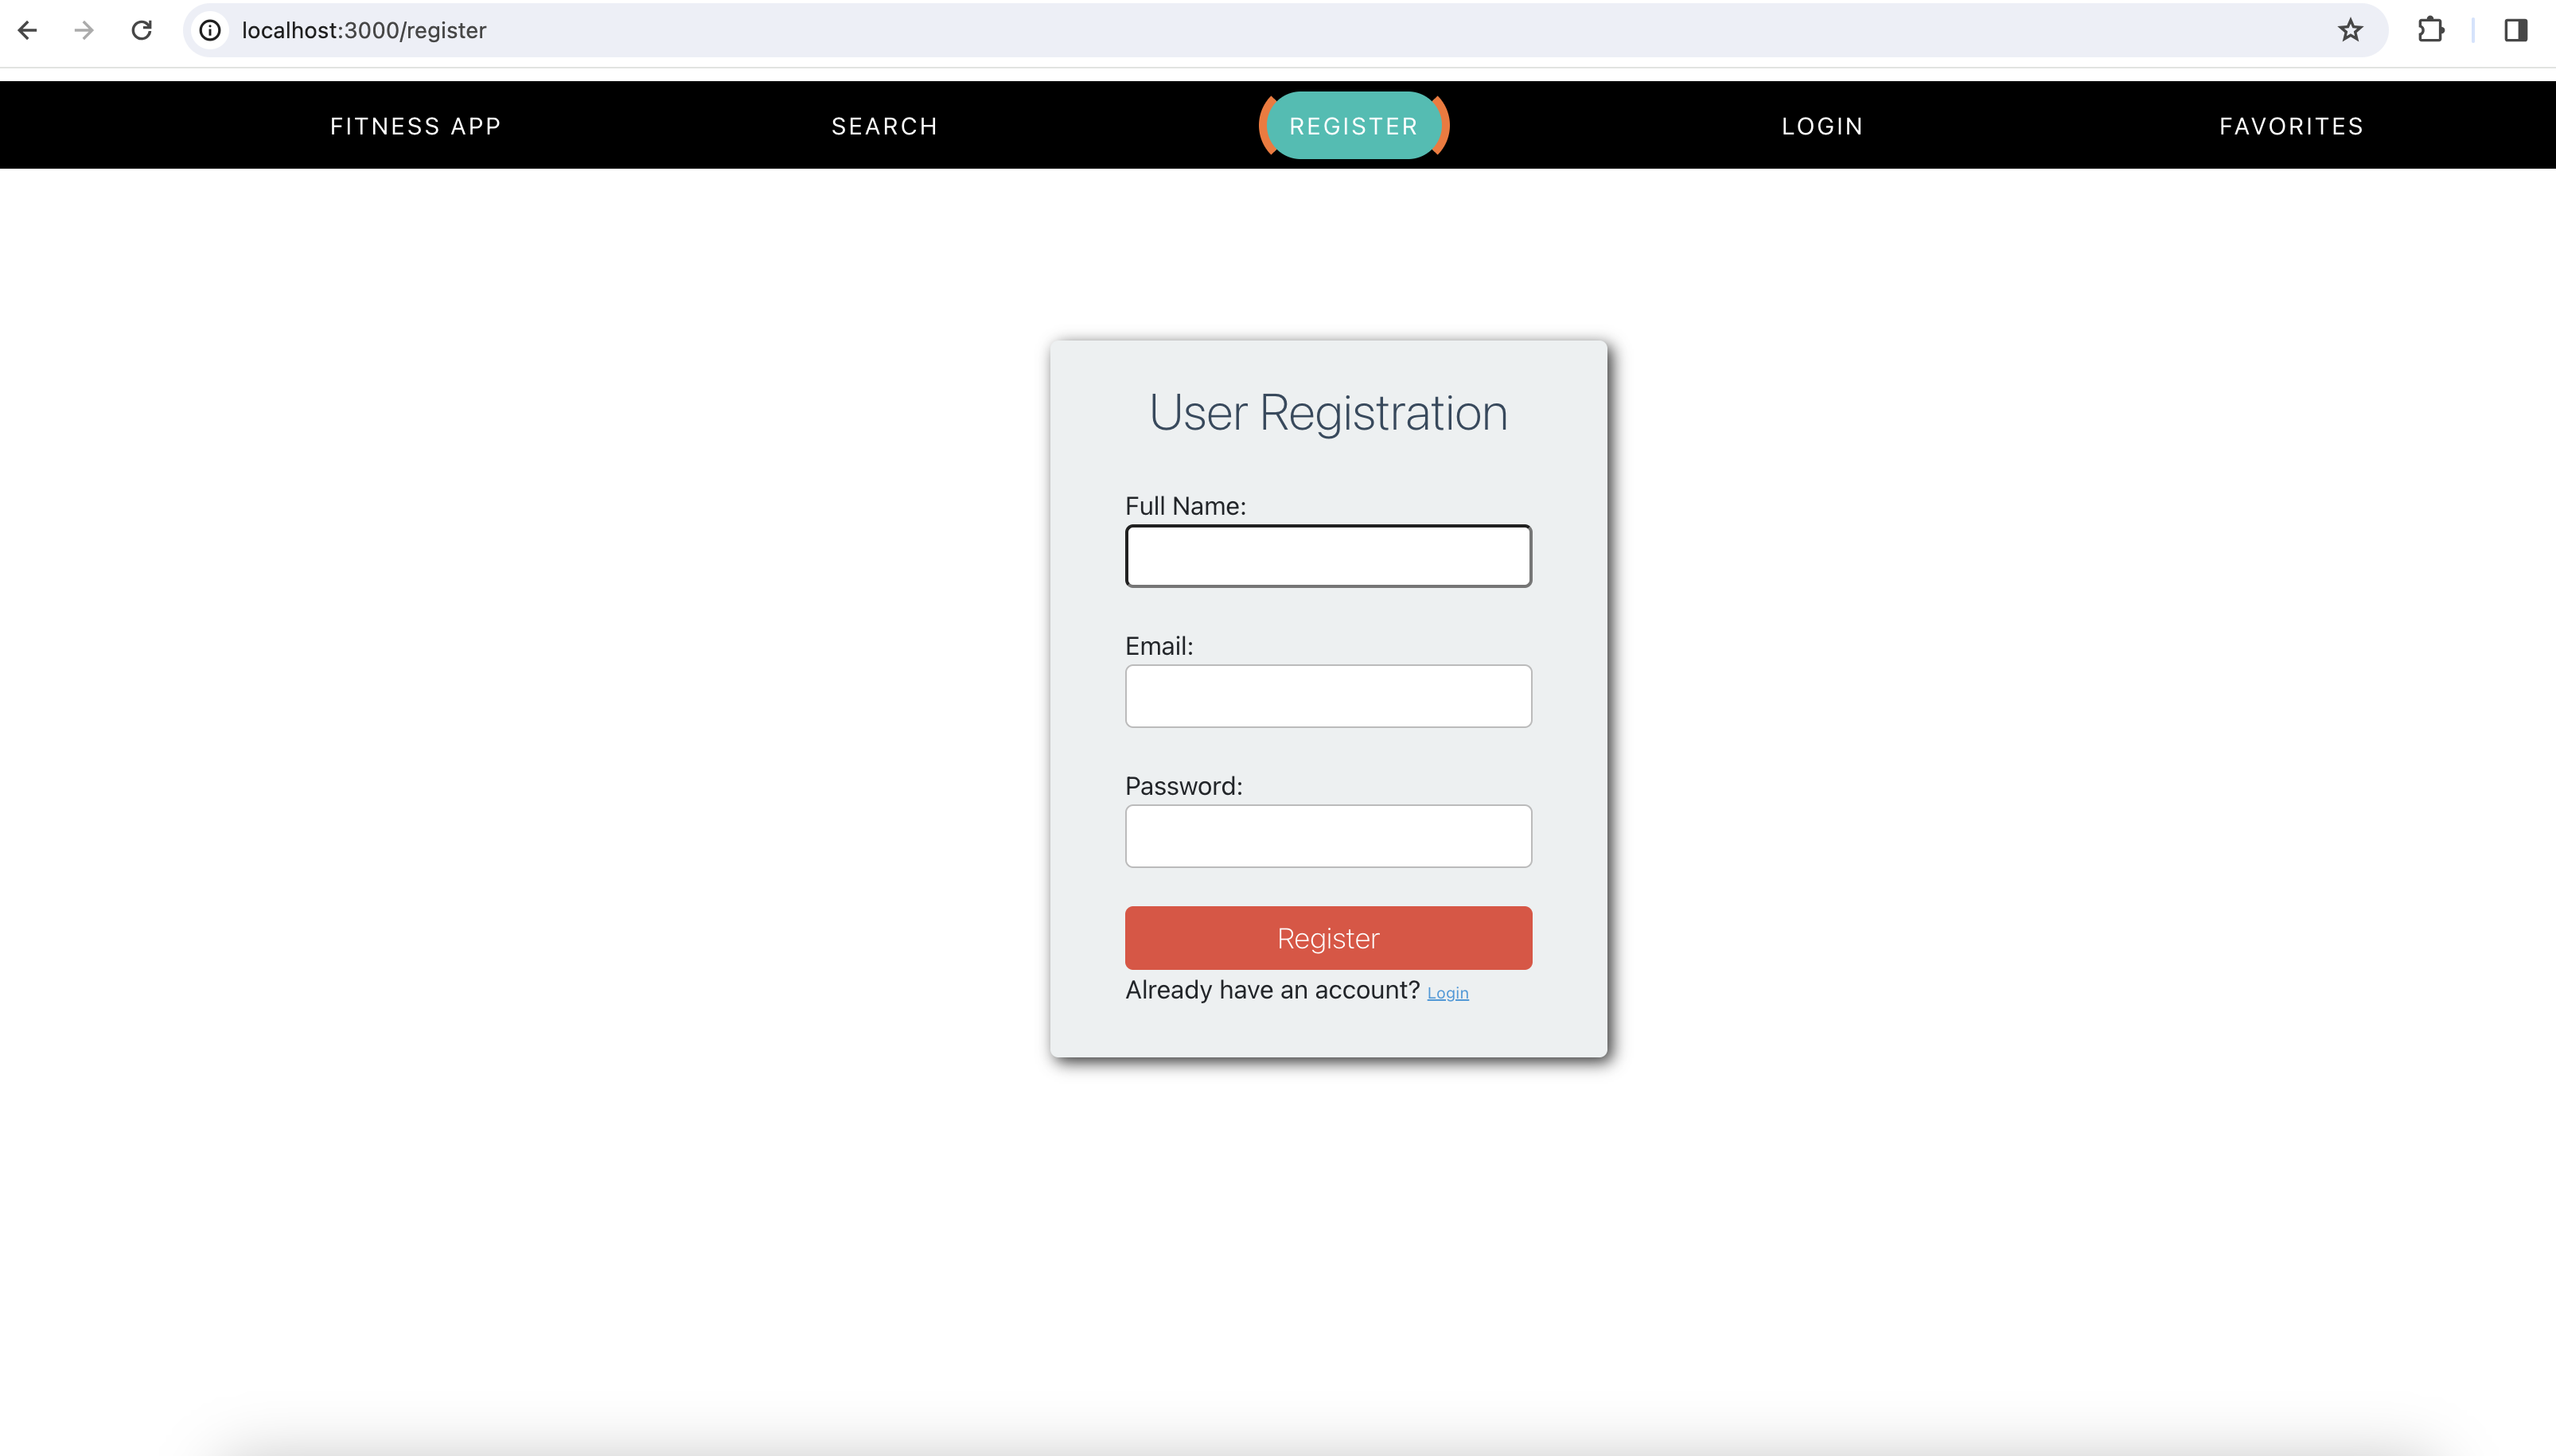 localhost:3000/register
FITNESS APP SEARCH REGISTER LOGIN FAVORITES
User Registration
Full Name:
Email:
Password:
Register
Already have an account? Login